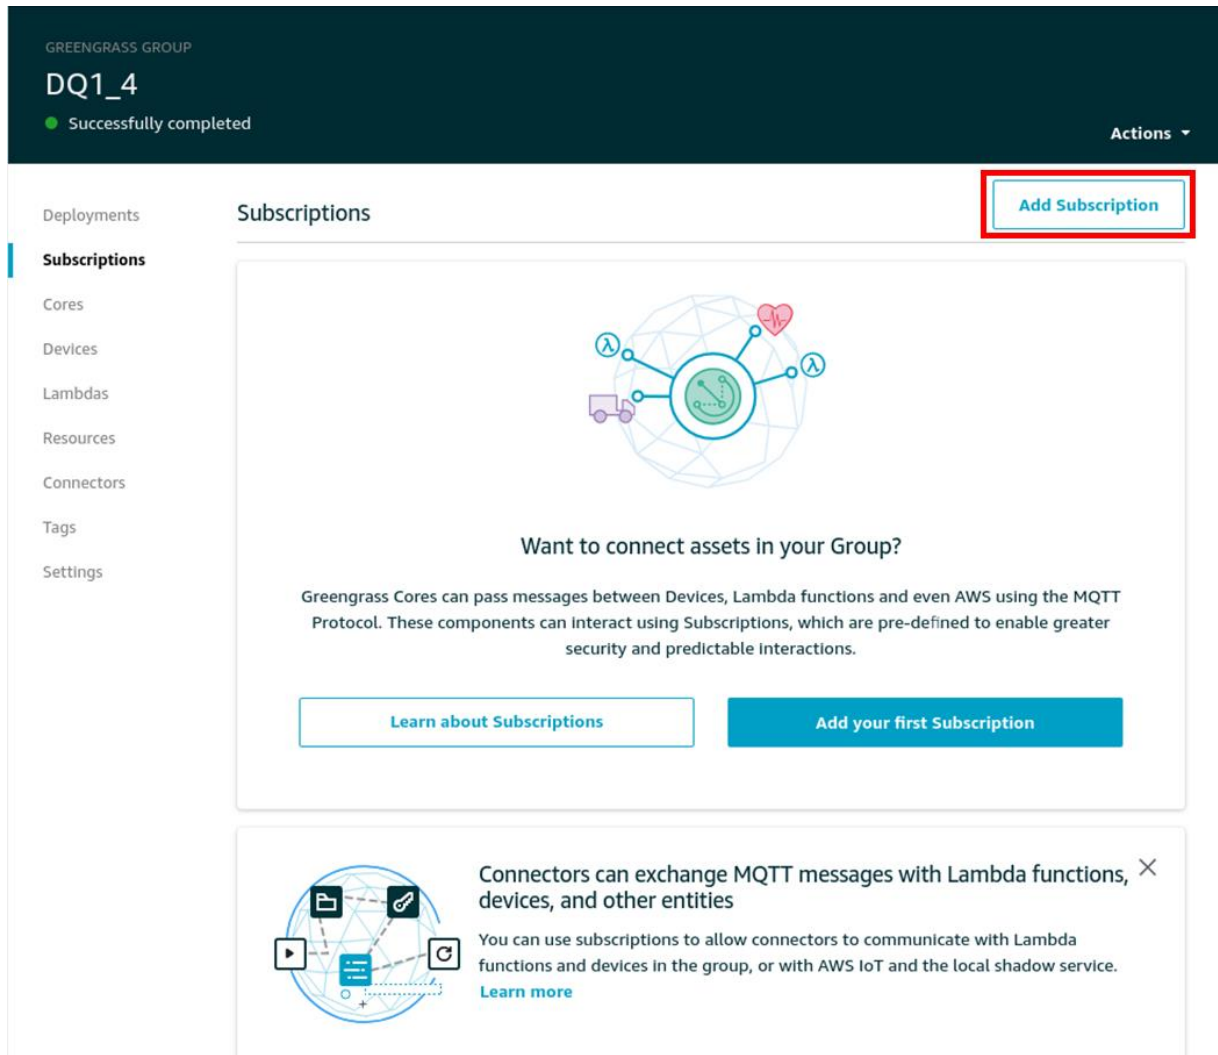 GREENGRASS GROUP
DQ1_4
Successfully completed
Actions
Deployments
Subscriptions
Cores
Devices
Lambdas
Resources
Connectors
Tags
Settings
Subscriptions
Add Subscription
λ
λ
Want to connect assets in your Group?
Greengrass Cores can pass messages between Devices, Lambda functions and even AWS using the MQTT
Protocol. These components can interact using Subscriptions, which are pre-defined to enable greater
security and predictable interactions.
Learn about Subscriptions
Add your first Subscription
Connectors can exchange MQTT messages with Lambda functions,
devices, and other entities
You can use subscriptions to allow connectors to communicate with Lambda
functions and devices in the group, or with AWS IoT and the local shadow service.
Learn more